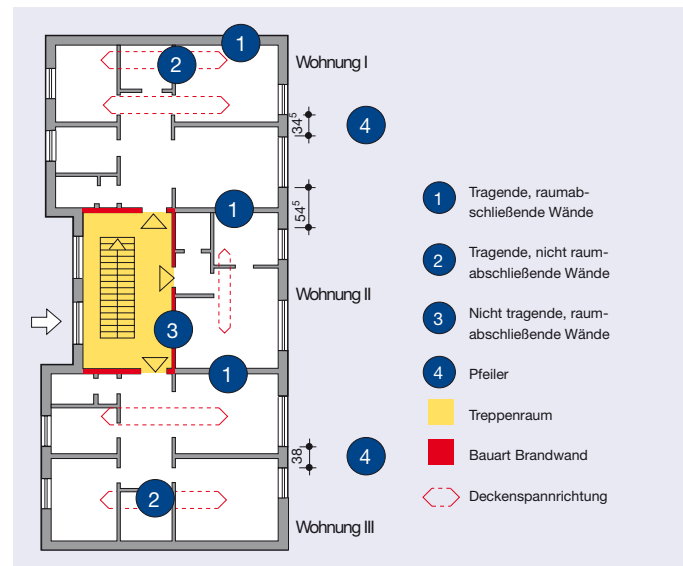 1
Wohnung I
2
34⁵
4
1
Tragende, raumab-
schließende Wände
54⁵
1
2
Tragende, nicht raum-
abschließende Wände
Wohnung II
3
3
Nicht tragende, raum-
abschließende Wände
1
4
Pfeiler
Treppenraum
38
4
Bauart Brandwand
2
Deckenspannrichtung
Wohnung III